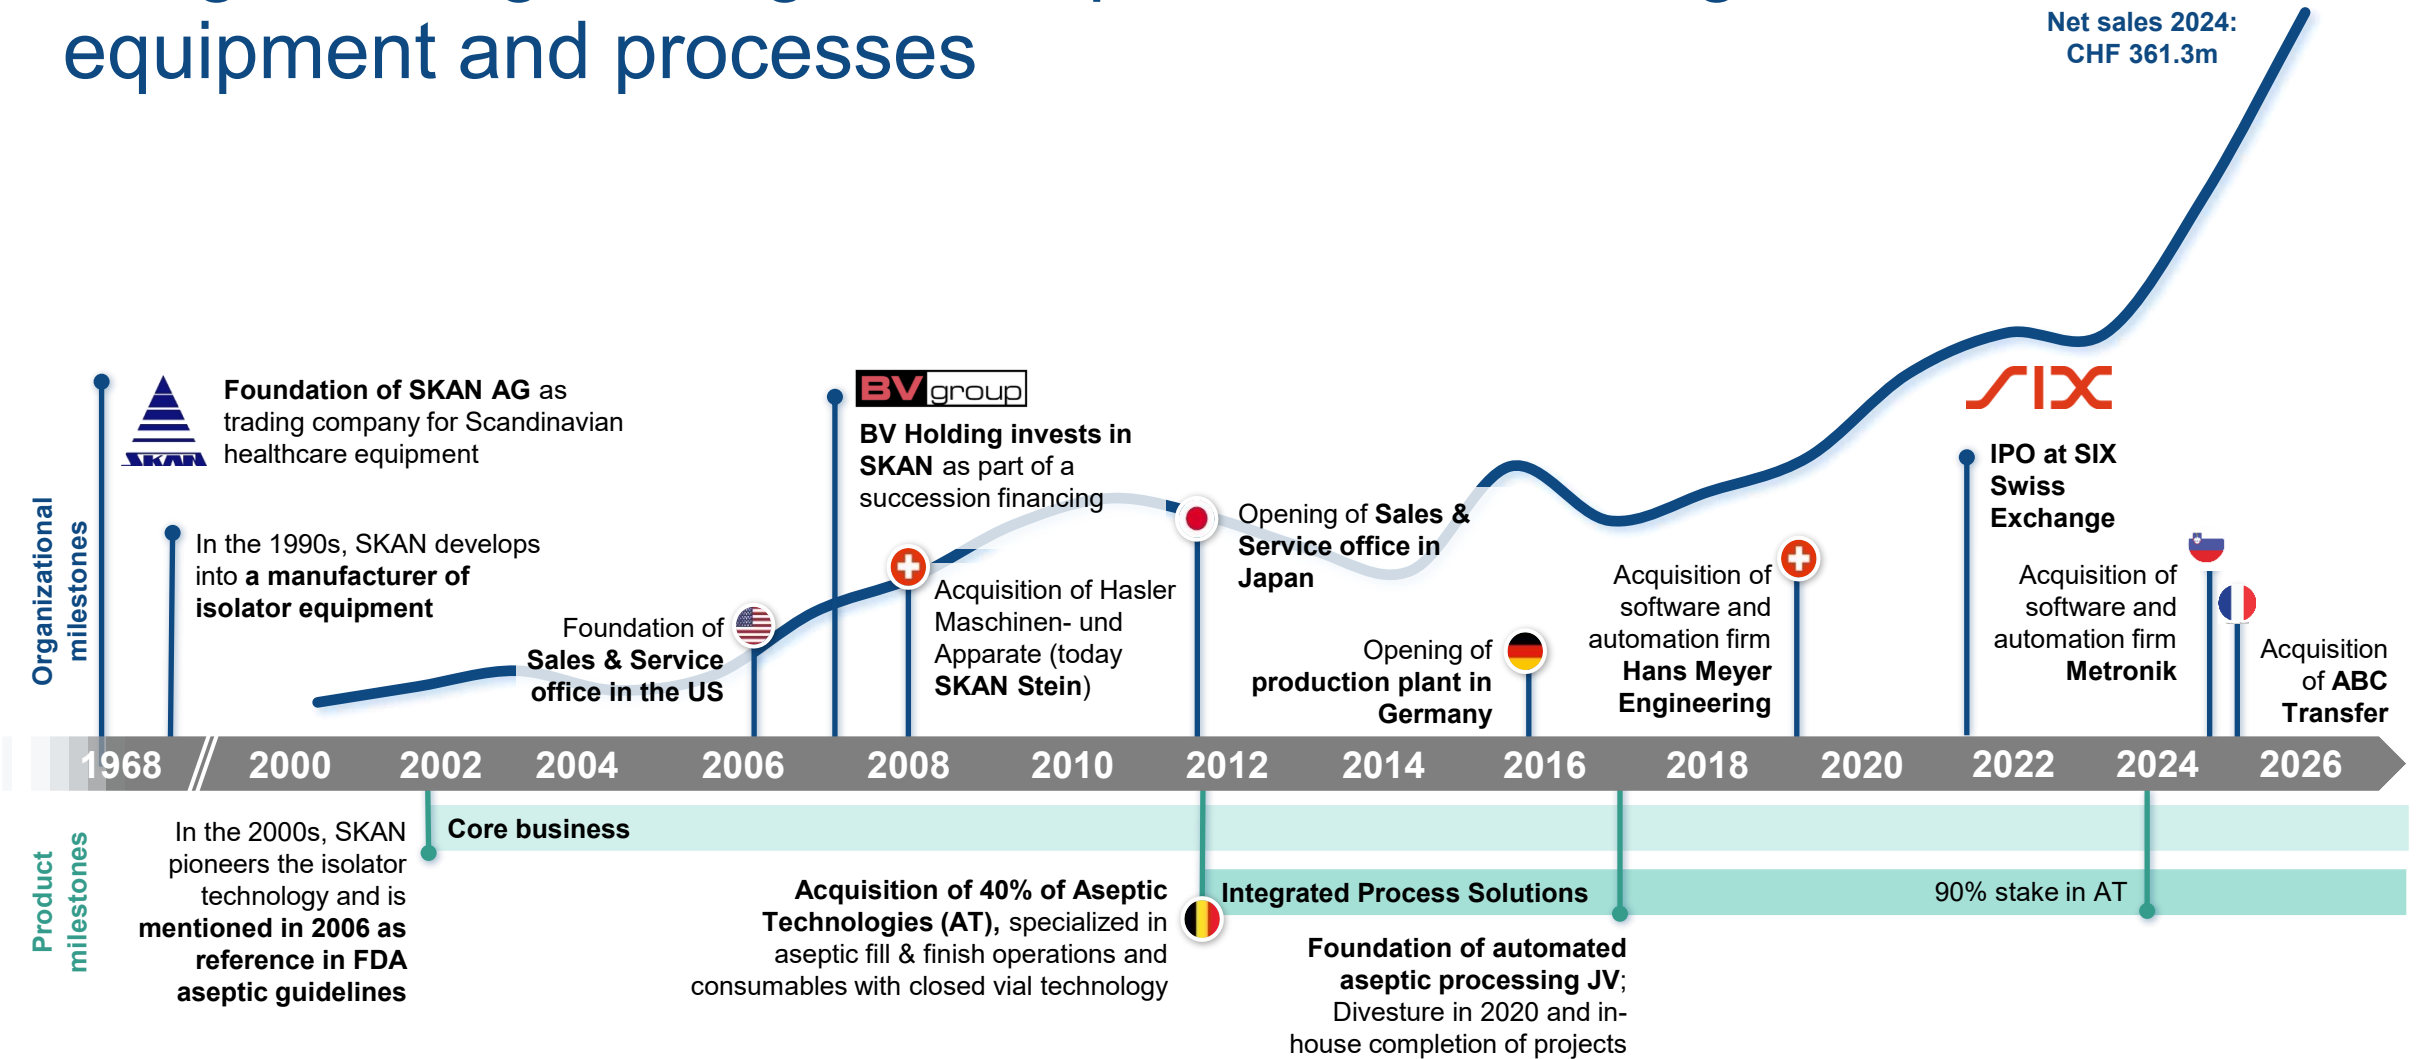 equipment and processes
Net sales 2024:
CHF 361.3m
SKAN
Foundation of SKAN AG as
trading company for Scandinavian
healthcare equipment
In the 1990s, SKAN develops
into a manufacturer of
isolator equipment
Foundation of
Sales & Service
office in the US
BV group
BV Holding invests in
SKAN as part of a
succession financing
Acquisition of Hasler
Maschinen- und
Apparate (today
SKAN Stein)
Opening of Sales &
Service office in
Japan
Opening of
production plant in
Germany
Acquisition of
software and
automation firm
Hans Meyer
Engineering
SIX
IPO at SIX
Swiss
Exchange
Acquisition of
software and
automation firm
Metronik
Acquisition
of ABC
Transfer
Organizational
milestones
1968 // 2000 2002 2004 2006 2008 2010 2012 2014 2016 2018 2020 2022 2024 2026
Product
milestones
In the 2000s, SKAN
pioneers the isolator
technology and is
mentioned in 2006 as
reference in FDA
aseptic guidelines
Core business
Acquisition of 40% of Aseptic
Technologies (AT), specialized in
aseptic fill & finish operations and
consumables with closed vial technology
Integrated Process Solutions
Foundation of automated
aseptic processing JV;
Divesture in 2020 and in-
house completion of projects
90% stake in AT